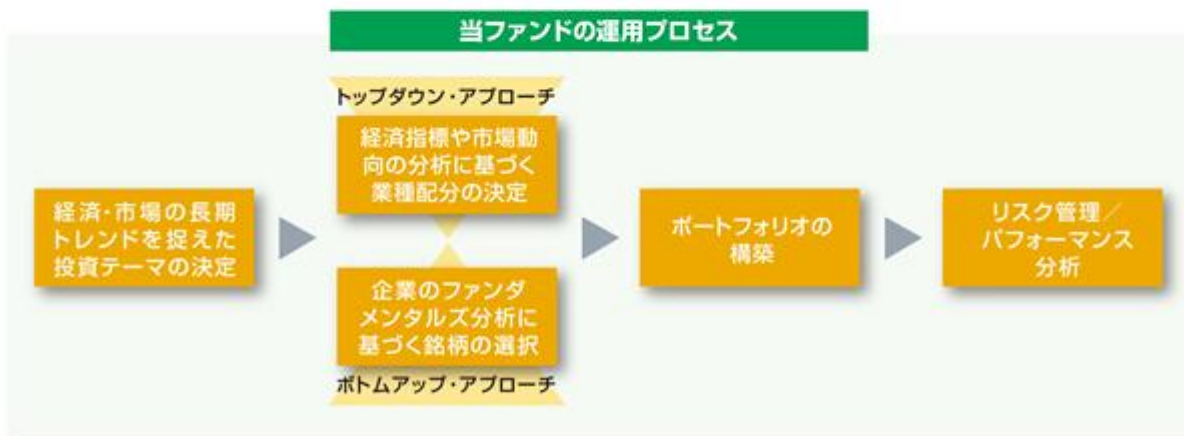 当ファンドの運用プロセス
経済・市場の長期
トレンドを捉えた
投資テーマの決定
トップダウン・アプローチ
経済指標や市場動
向の分析に基づく
業種配分の決定
企業のファンダ
メンタルズ分析に
基づく銘柄の選択
ボトムアップ・アプローチ
ポートフォリオの
構築
リスク管理／
パフォーマンス
分析